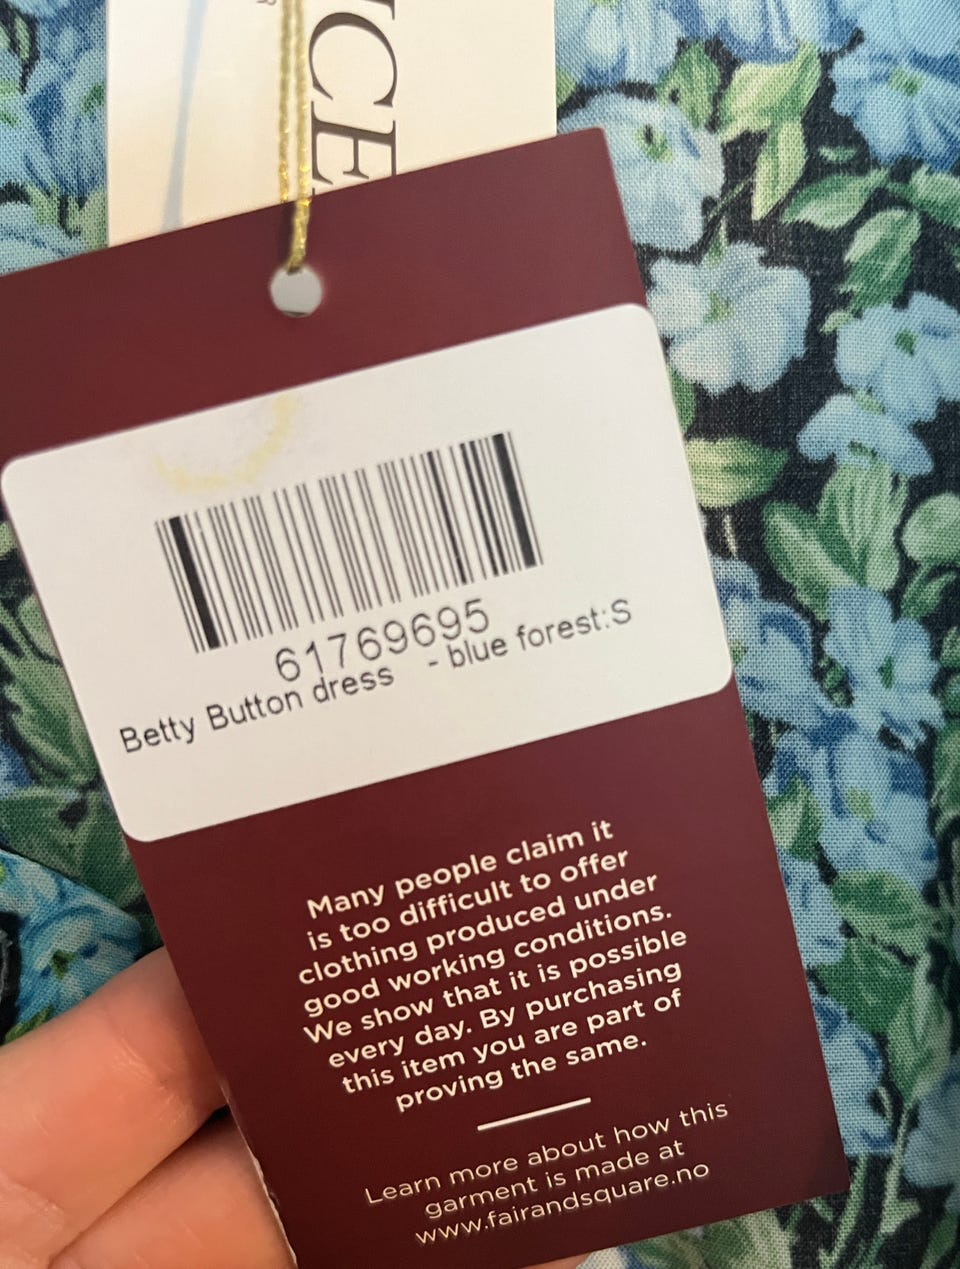 ICE
61769695
Betty Button dress - blue forest:S
Many people claim it
is too difficult to offer
clothing produced under
good working conditions.
We show that it is possible
every day. By purchasing
this item you are part of
proving the same.
Learn more about how this
garment is made at
www.fairandsquare.no